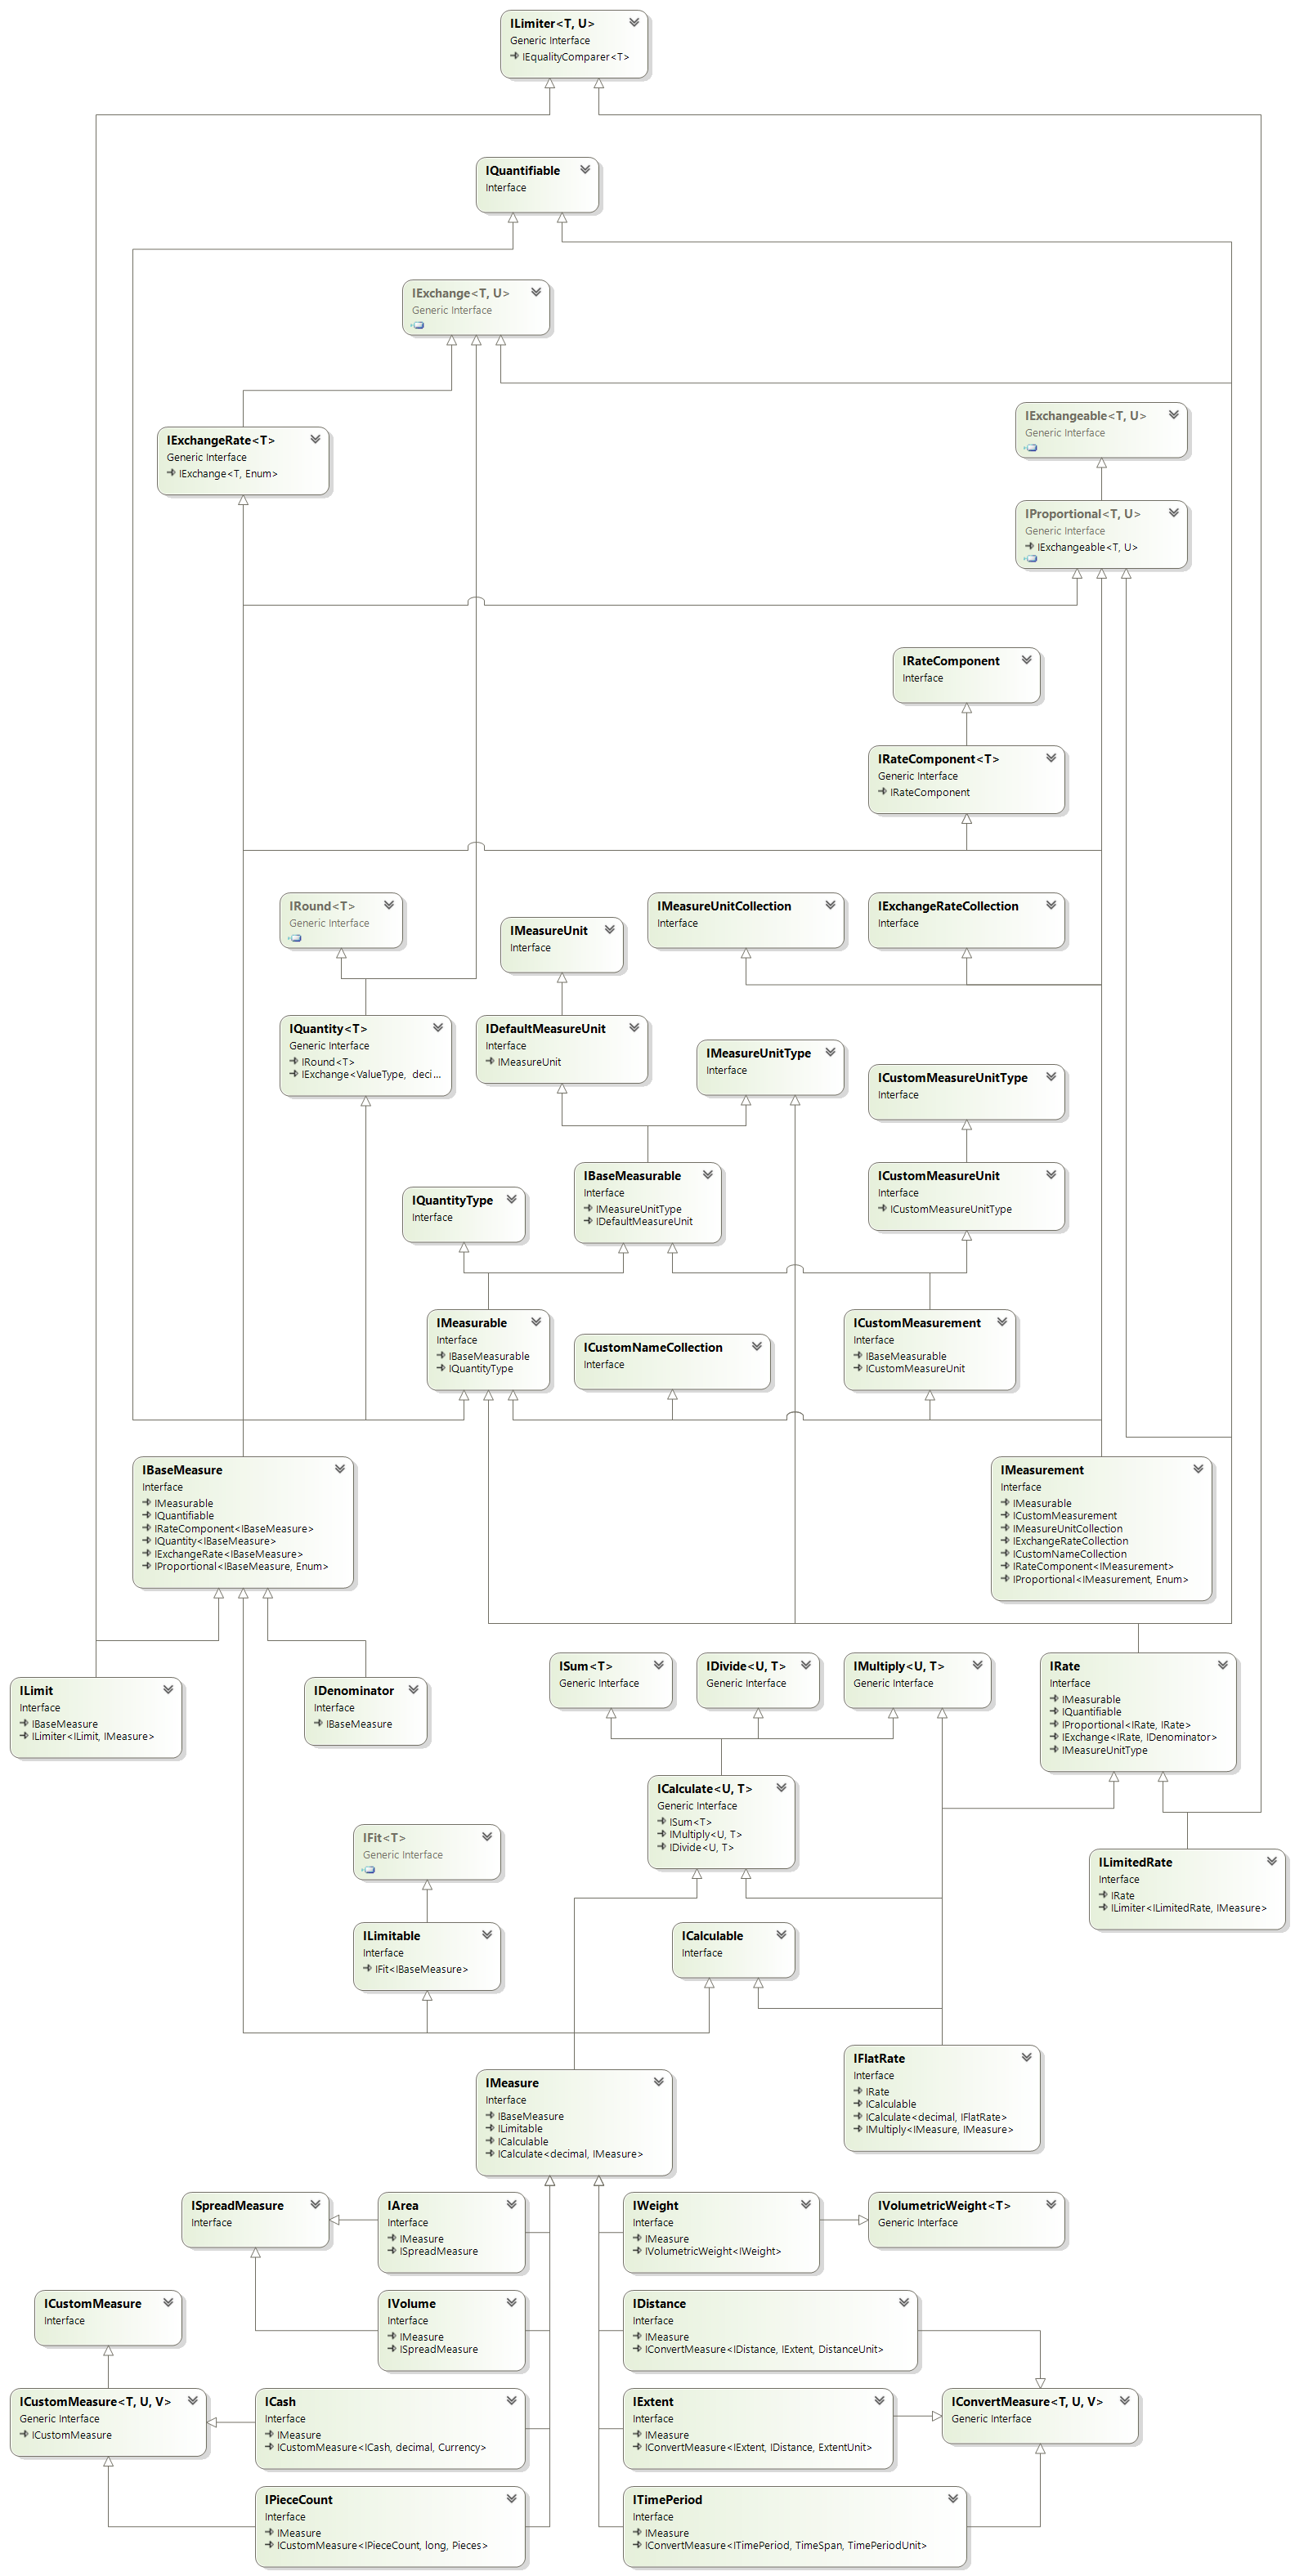 ILimiter<T, U>
Generic Interface
IEqualityComparer<T>
IQuantifiable
Interface
IExchange<T, U>
Generic Interface
IExchangeRate<T>
Generic Interface
IExchange<T, Enum>
IExchangeable<T, U>
Generic Interface
IProportional<T, U>
Generic Interface
IExchangeable<T, U>
IRateComponent
Interface
IRateComponent<T>
Generic Interface
IRateComponent
IRound<T>
Generic Interface
IMeasureUnit
Interface
IMeasureUnitCollection
Interface
IExchangeRateCollection
Interface
IQuantity<T>
Generic Interface
IRound<T>
IExchange<ValueType, deci...
IDefaultMeasureUnit
Interface
IMeasureUnit
IMeasureUnitType
Interface
ICustomMeasureUnitType
Interface
IQuantityType
Interface
IBaseMeasurable
Interface
IMeasureUnitType
IDefaultMeasureUnit
ICustomMeasureUnit
Interface
ICustomMeasureUnitType
IMeasurable
Interface
IBaseMeasurable
IQuantityType
ICustomNameCollection
Interface
ICustomMeasurement
Interface
IBaseMeasurable
ICustomMeasureUnit
IBaseMeasure
Interface
IMeasurable
IQuantifiable
IRateComponent<IBaseMeasure>
IQuantity<IBaseMeasure>
IExchangeRate<IBaseMeasure>
IProportional<IBaseMeasure, Enum>
IMeasurement
Interface
IMeasurable
ICustomMeasurement
IMeasureUnitCollection
IExchangeRateCollection
ICustomNameCollection
IRateComponent<IMeasurement>
IProportional<IMeasurement, Enum>
ILimit
Interface
IBaseMeasure
ILimiter<ILimit, IMeasure>
IDenominator
Interface
IBaseMeasure
ISum<T>
Generic Interface
IDivide<U, T>
Generic Interface
IMultiply<U, T>
Generic Interface
IRate
Interface
IMeasurable
IQuantifiable
IProportional<IRate, IRate>
IExchange<IRate, IDenominator>
IMeasureUnitType
ICalculate<U, T>
Generic Interface
ISum<T>
IMultiply<U, T>
IDivide<U, T>
IFit<T>
Generic Interface
ILimitedRate
Interface
IRate
ILimiter<ILimitedRate, IMeasure>
ILimitable
Interface
IFit<IBaseMeasure>
ICalculable
Interface
IFlatRate
Interface
IRate
ICalculable
ICalculate<decimal, IFlatRate>
IMultiply<IMeasure, IMeasure>
IMeasure
Interface
IBaseMeasure
ILimitable
ICalculable
ICalculate<decimal, IMeasure>
ISpreadMeasure
Interface
IArea
Interface
IMeasure
ISpreadMeasure
IWeight
Interface
IMeasure
IVolumetricWeight<IWeight>
IVolumetricWeight<T>
Generic Interface
ICustomMeasure
Interface
IVolume
Interface
IMeasure
ISpreadMeasure
IDistance
Interface
IMeasure
IConvertMeasure<IDistance, IExtent, DistanceUnit>
ICustomMeasure<T, U, V>
Generic Interface
ICustomMeasure
ICash
Interface
IMeasure
ICustomMeasure<ICash, decimal, Currency>
IExtent
Interface
IMeasure
IConvertMeasure<IExtent, IDistance, ExtentUnit>
IConvertMeasure<T, U, V>
Generic Interface
IPieceCount
Interface
IMeasure
ICustomMeasure<IPieceCount, long, Pieces>
ITimePeriod
Interface
IMeasure
IConvertMeasure<ITimePeriod, TimeSpan, TimePeriodUnit>